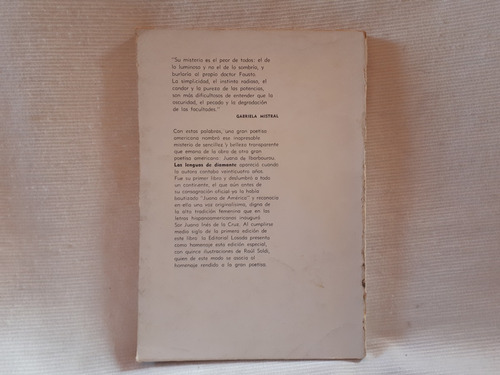 "Su misterio es el peor de todos: el de
lo luminoso y no el de lo sombrío, y
burlaría al propio doctor Fausto.
La simplicidad, el instinto radioso, el
candor y la pureza de las potencias,
son más dificultosos de entender que la
oscuridad, el pecado y la degradación
de las facultades."
GABRIELA MISTRAL
Con estas palabras, una gran poetisa
americana nombró ese inapresable
misterio de sencillez y belleza transparente
que emana de la obra de otra gran
poetisa americana: Juana de Ibarbourou.
Las lenguas de diamante apareció cuando
la autora contaba veinticuatro años.
Fue su primer libro y deslumbró a todo
un continente, el que aún antes de
su consagración oficial ya la había
bautizado "Juana de América" y reconocía
en ella una voz originalísima, digna de
la alta tradición femenina que en las
letras hispanoamericanas inauguró
Sor Juana Inés de la Cruz. Al cumplirse
medio siglo de la primera edición de
este libro la Editorial Losada presenta
como homenaje esta edición especial,
con quince ilustraciones de Raúl Soldi,
quien de este modo se asocia al
homenaje rendido a la gran poetisa.